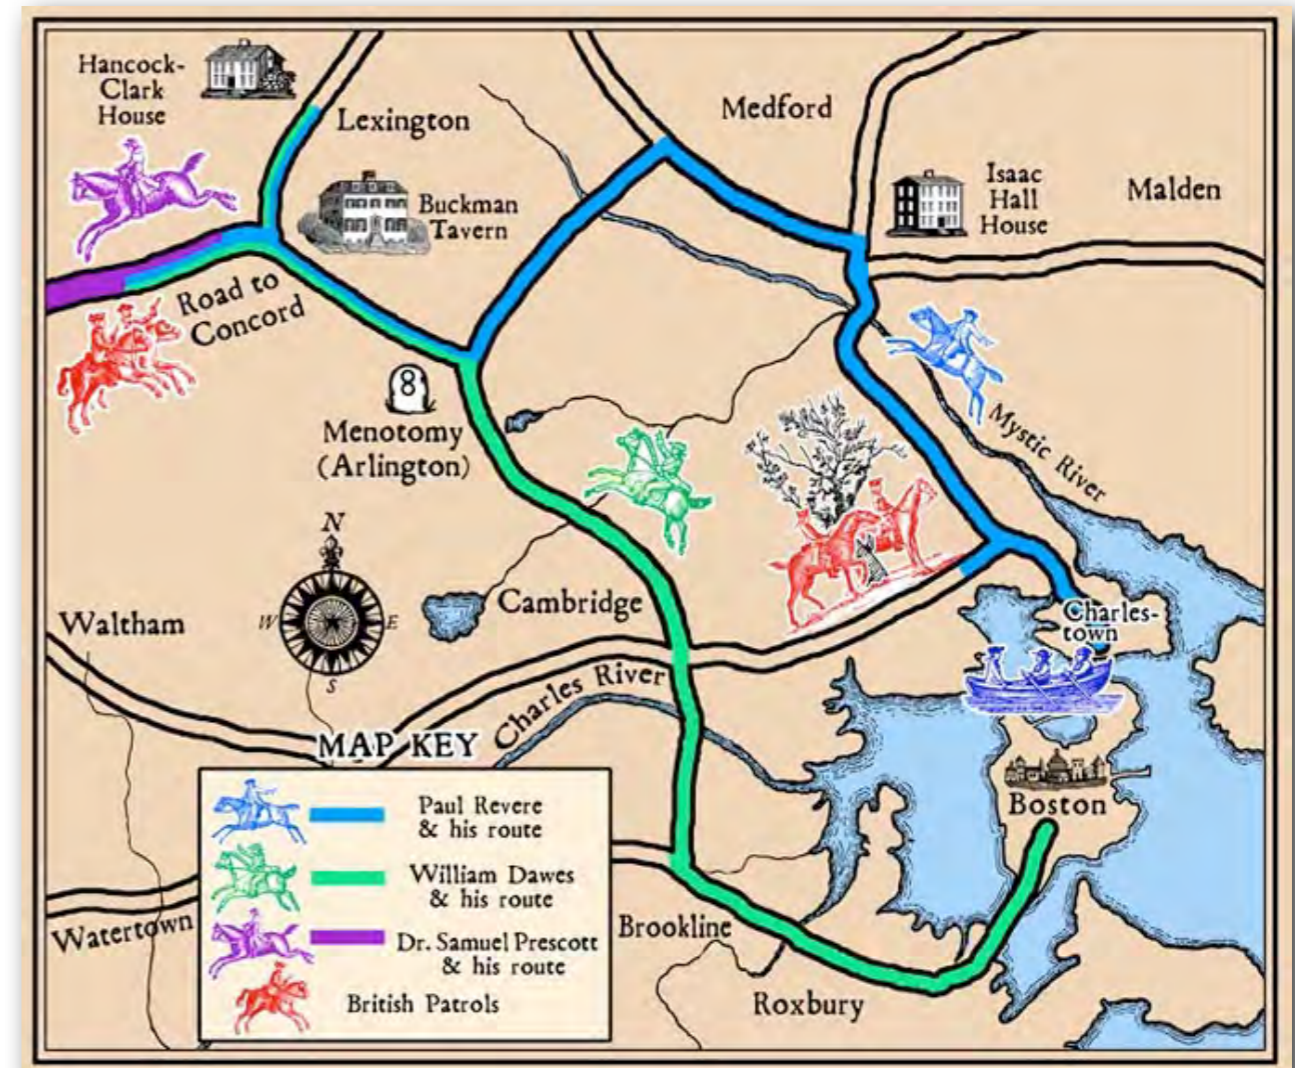 Hancock-
Clark
House
Lexington
Medford
Buckman
Tavern
Isaac
Hall
House
Malden
Road to
Concord
8
Menotomy
(Arlington)
Mystic River
N
W
E
S
Waltham
Cambridge
Charles-
town
Charles River
Boston
MAP KEY
Paul Revere
& his route
William Dawes
& his route
Dr. Samuel Prescott
& his route
British Patrols
Watertown
Brookline
Roxbury